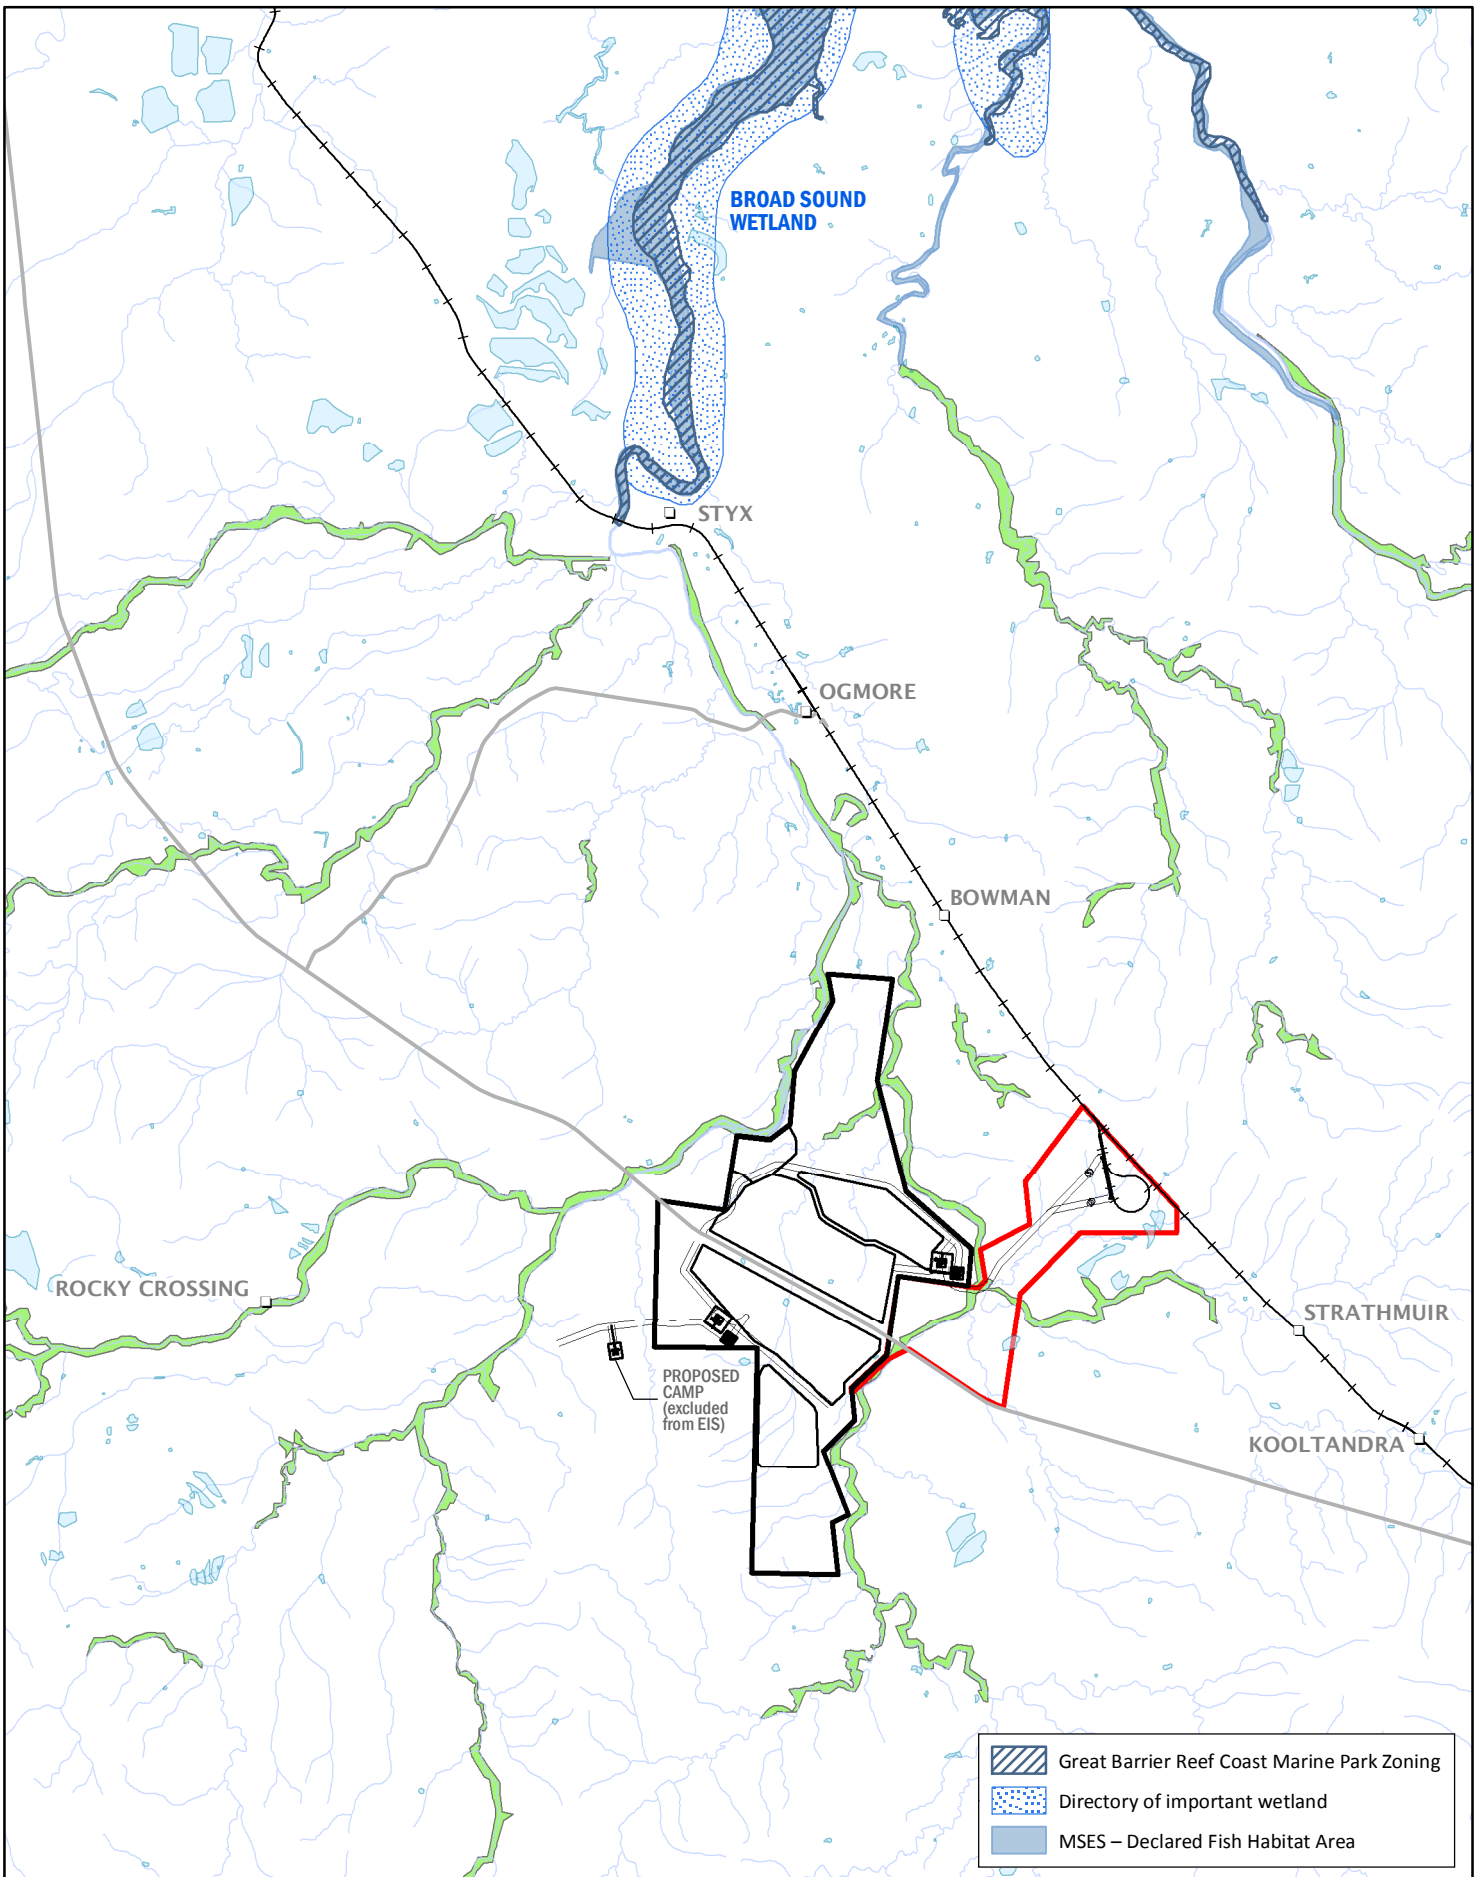 BROAD SOUND
WETLAND
STYX
OGMORE
BOWMAN
ROCKY CROSSING
STRATHMUIR
PROPOSED
CAMP
(excluded
from EIS)
KOOLTANDRA
Great Barrier Reef Coast Marine Park Zoning
Directory of important wetland
MSES – Declared Fish Habitat Area